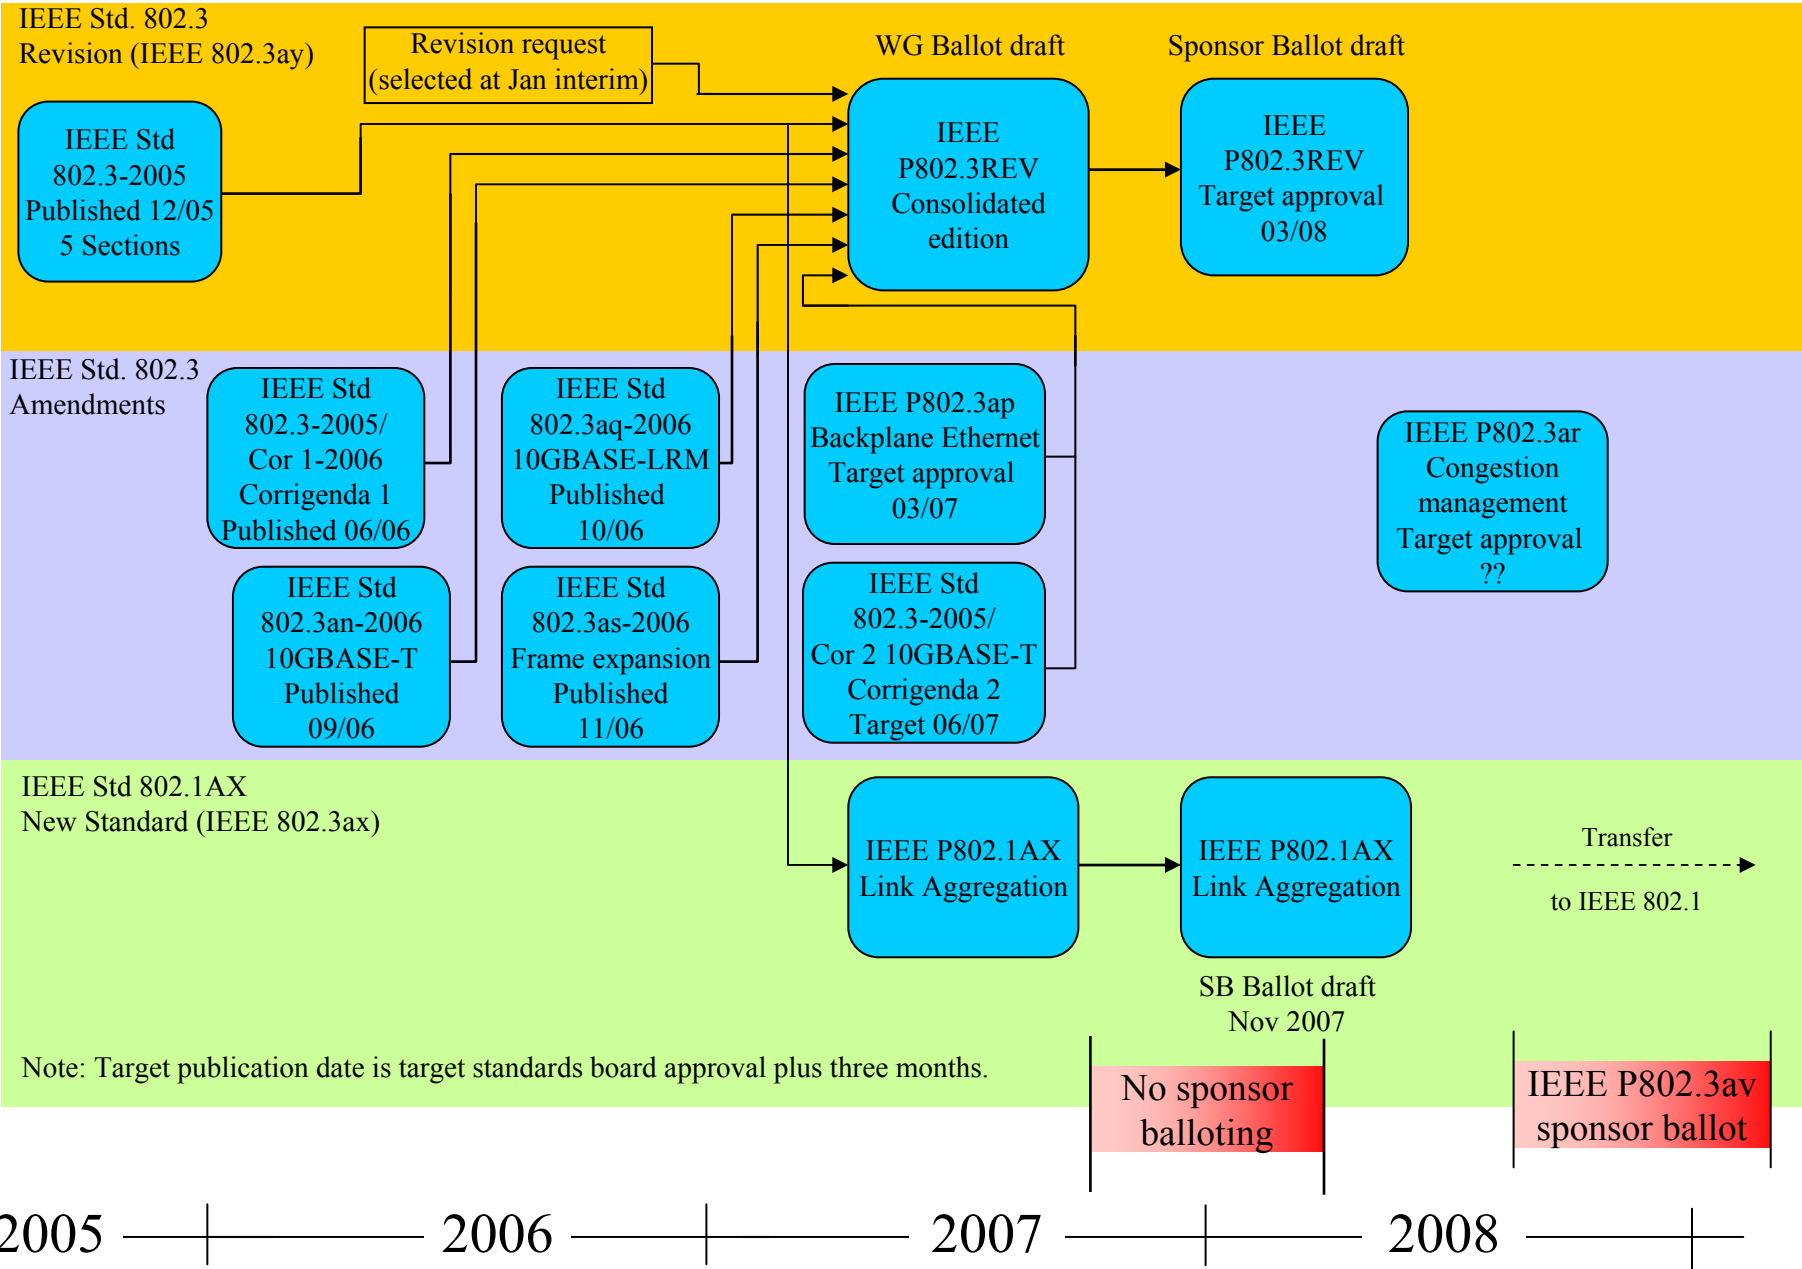 IEEE Std. 802.3
Revision (IEEE 802.3ay)
Revision request
(selected at Jan interim)
WG Ballot draft
Sponsor Ballot draft
IEEE Std
802.3-2005
Published 12/05
5 Sections
IEEE
P802.3REV
Consolidated
edition
IEEE
P802.3REV
Target approval
03/08
IEEE Std. 802.3
Amendments
IEEE Std
802.3-2005/
Cor 1-2006
Corrigenda 1
Published 06/06
IEEE Std
802.3aq-2006
10GBASE-LRM
Published
10/06
IEEE P802.3ap
Backplane Ethernet
Target approval
03/07
IEEE P802.3ar
Congestion
management
Target approval
??
IEEE Std
802.3an-2006
10GBASE-T
Published
09/06
IEEE Std
802.3as-2006
Frame expansion
Published
11/06
IEEE Std
802.3-2005/
Cor 2 10GBASE-T
Corrigenda 2
Target 06/07
IEEE Std 802.1AX
New Standard (IEEE 802.3ax)
IEEE P802.1AX
Link Aggregation
IEEE P802.1AX
Link Aggregation
Transfer
to IEEE 802.1
SB Ballot draft
Nov 2007
Note: Target publication date is target standards board approval plus three months.
No sponsor
balloting
IEEE P802.3av
sponsor ballot
2005
2006
2007
2008